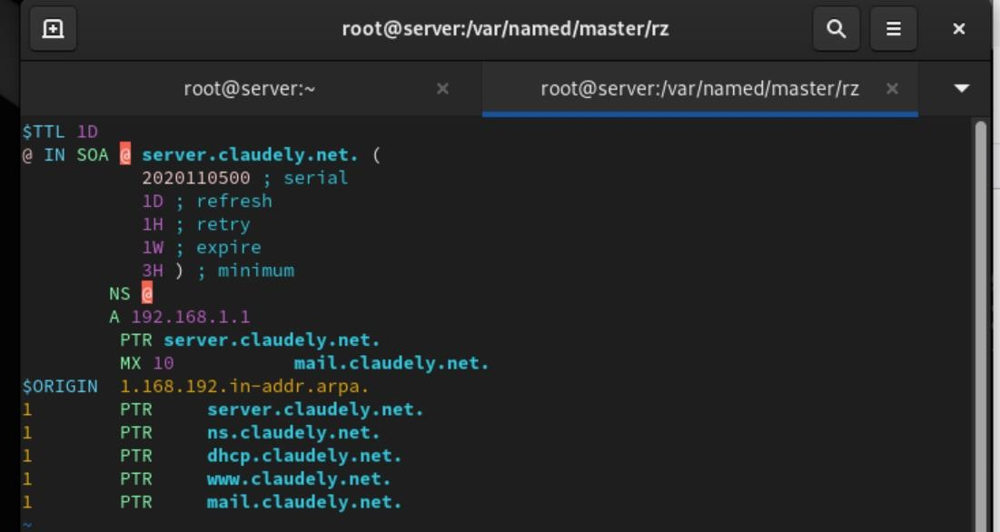 root@server:/var/named/master/rz
root@server:~
root@server:/var/named/master/rz
$TTL 1D
@ IN SOA @ server.claudely.net. (
2020110500 ; serial
1D ; refresh
1H ; retry
1W ; expire
3H ) ; minimum
NS @
A 192.168.1.1
PTR server.claudely.net.
MX 10 mail.claudely.net.
$ORIGIN 1.168.192.in-addr.arpa.
1 PTR server.claudely.net.
1 PTR ns.claudely.net.
1 PTR dhcp.claudely.net.
1 PTR www.claudely.net.
1 PTR mail.claudely.net.
~